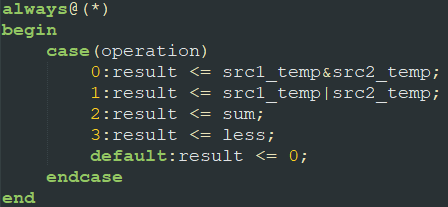 always@(*)
begin
    case(operation)
        0:result <= src1_temp&src2_temp;
        1:result <= src1_temp|src2_temp;
        2:result <= sum;
        3:result <= less;
        default:result <= 0;
    endcase
end